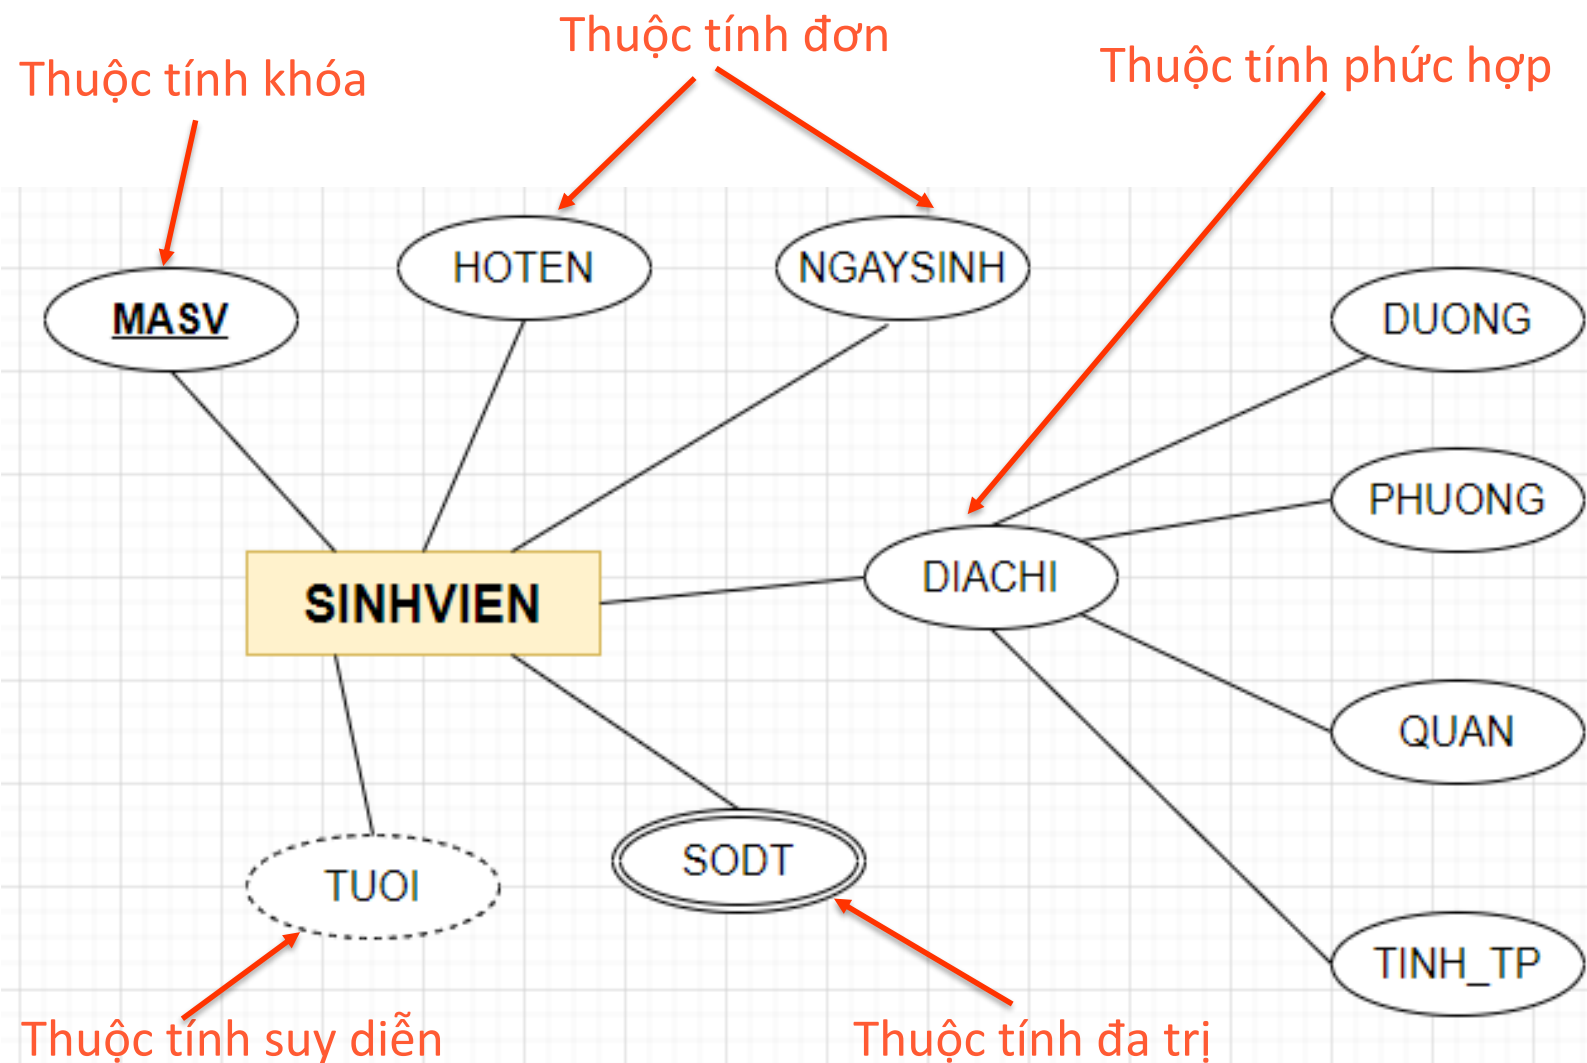 Thuộc tính đơn
Thuộc tính phức hợp
Thuộc tính khóa
HOTEN
NGAYSINH
MASV
DUONG
PHUONG
DIACHI
SINHVIEN
QUAN
SODT
TUOI
TINH_TP
Thuộc tính suy diễn
Thuộc tính đa trị